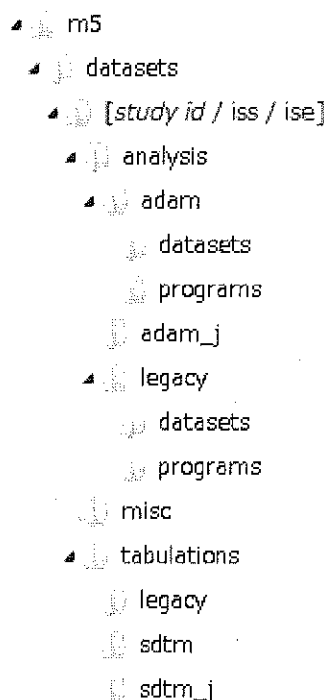 m5
datasets
[study id / iss / ise]
analysis
adam
datasets
programs
adam_j
legacy
datasets
programs
misc
tabulations
legacy
sdtm
sdtm_j